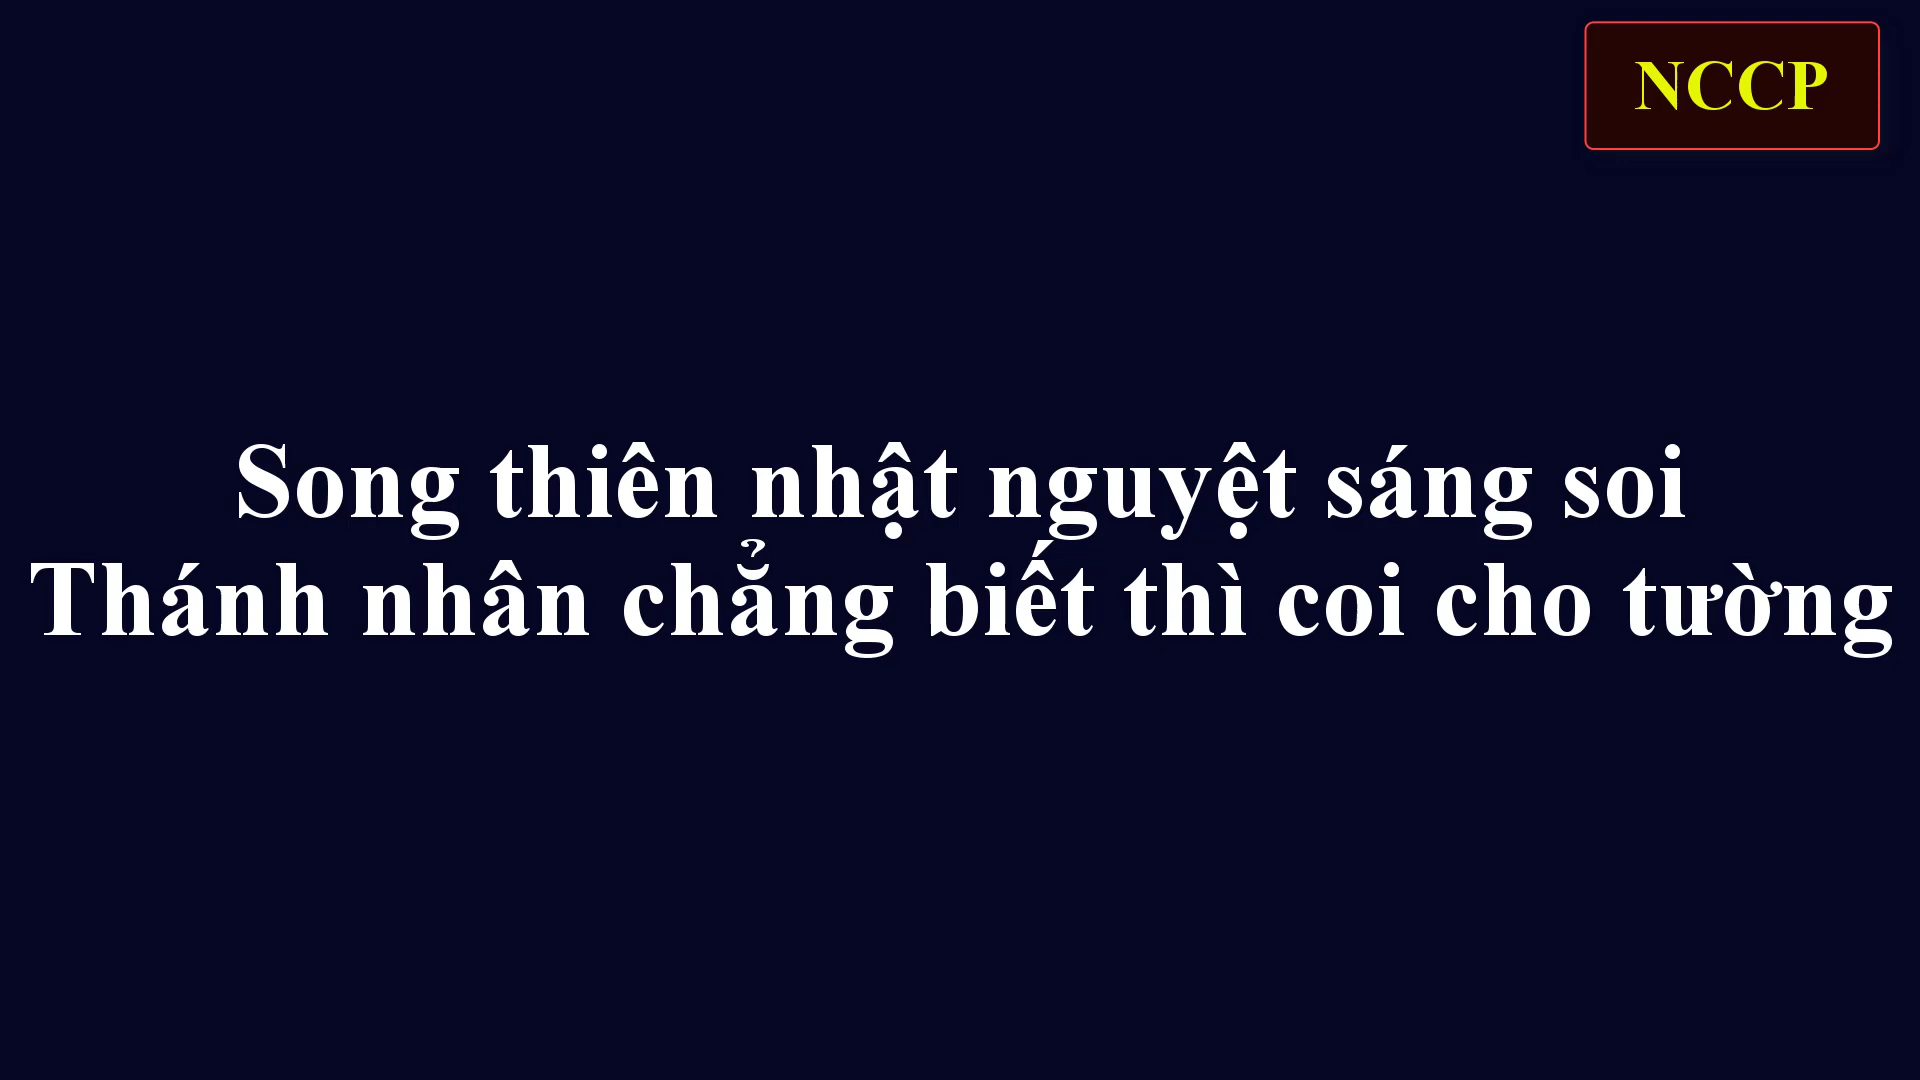 NCCP
Song thiên nhật nguyệt sáng soi
Thánh nhân chẳng biết thì coi cho tường